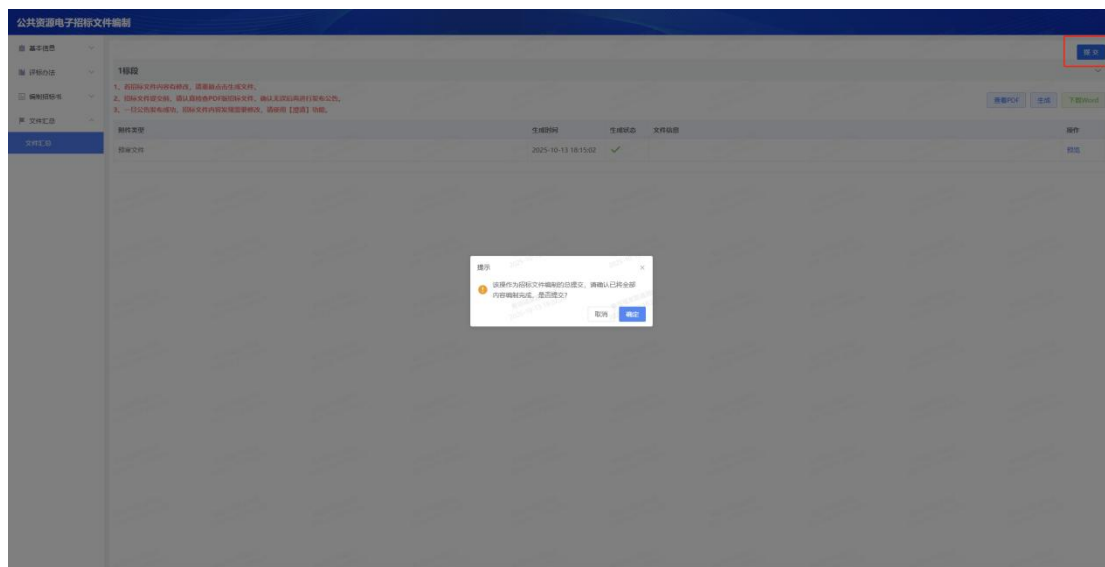 公共资源电子招标文件编制
基本信息
评标办法
编制招标书
文件汇总
文件汇总
提交
1标段
1、若招标文件内容有修改，需重新点击生成文件。
2、招标文件提交前，请认真检查PDF版招标文件，确认无误后再进行发布公告。
3、一旦公告发布成功，招标文件内容发现需要修改，请使用【澄清】功能。
查看PDF
生成
下载Word
附件类型 生成时间 生成状态 文件信息 操作
预审文件 2025-10-13 18:15:02 预览
提示
该操作为招标文件编制的总提交，请确认已将全部
内容编制完成，是否提交？
取消 确定